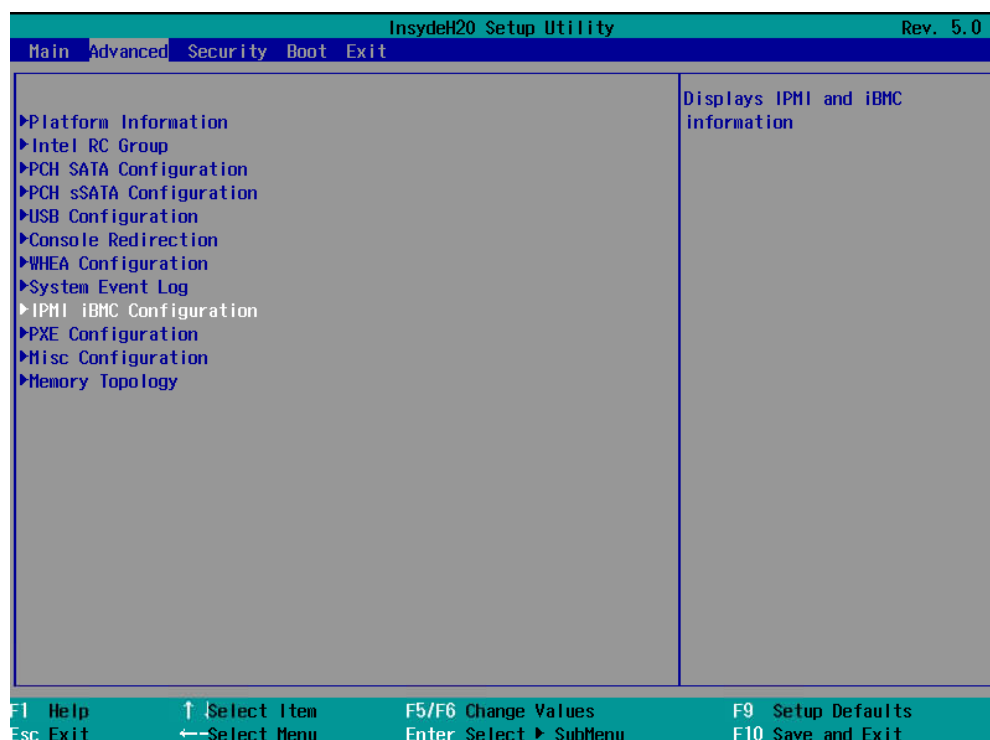 InsydeH20 Setup Utility Rev. 5.0
Main Advanced Security Boot Exit
▶Platform Information
▶Intel RC Group
▶PCH SATA Configuration
▶PCH sSATA Configuration
▶USB Configuration
▶Console Redirection
▶WHEA Configuration
▶System Event Log
▶IPMI iBMC Configuration
▶PXE Configuration
▶Misc Configuration
▶Memory Topology
Displays IPMI and iBMC
information
F1 Help ↑↓Select Item F5/F6 Change Values F9 Setup Defaults
Esc Exit ←→Select Menu Enter Select ▶ SubMenu F10 Save and Exit